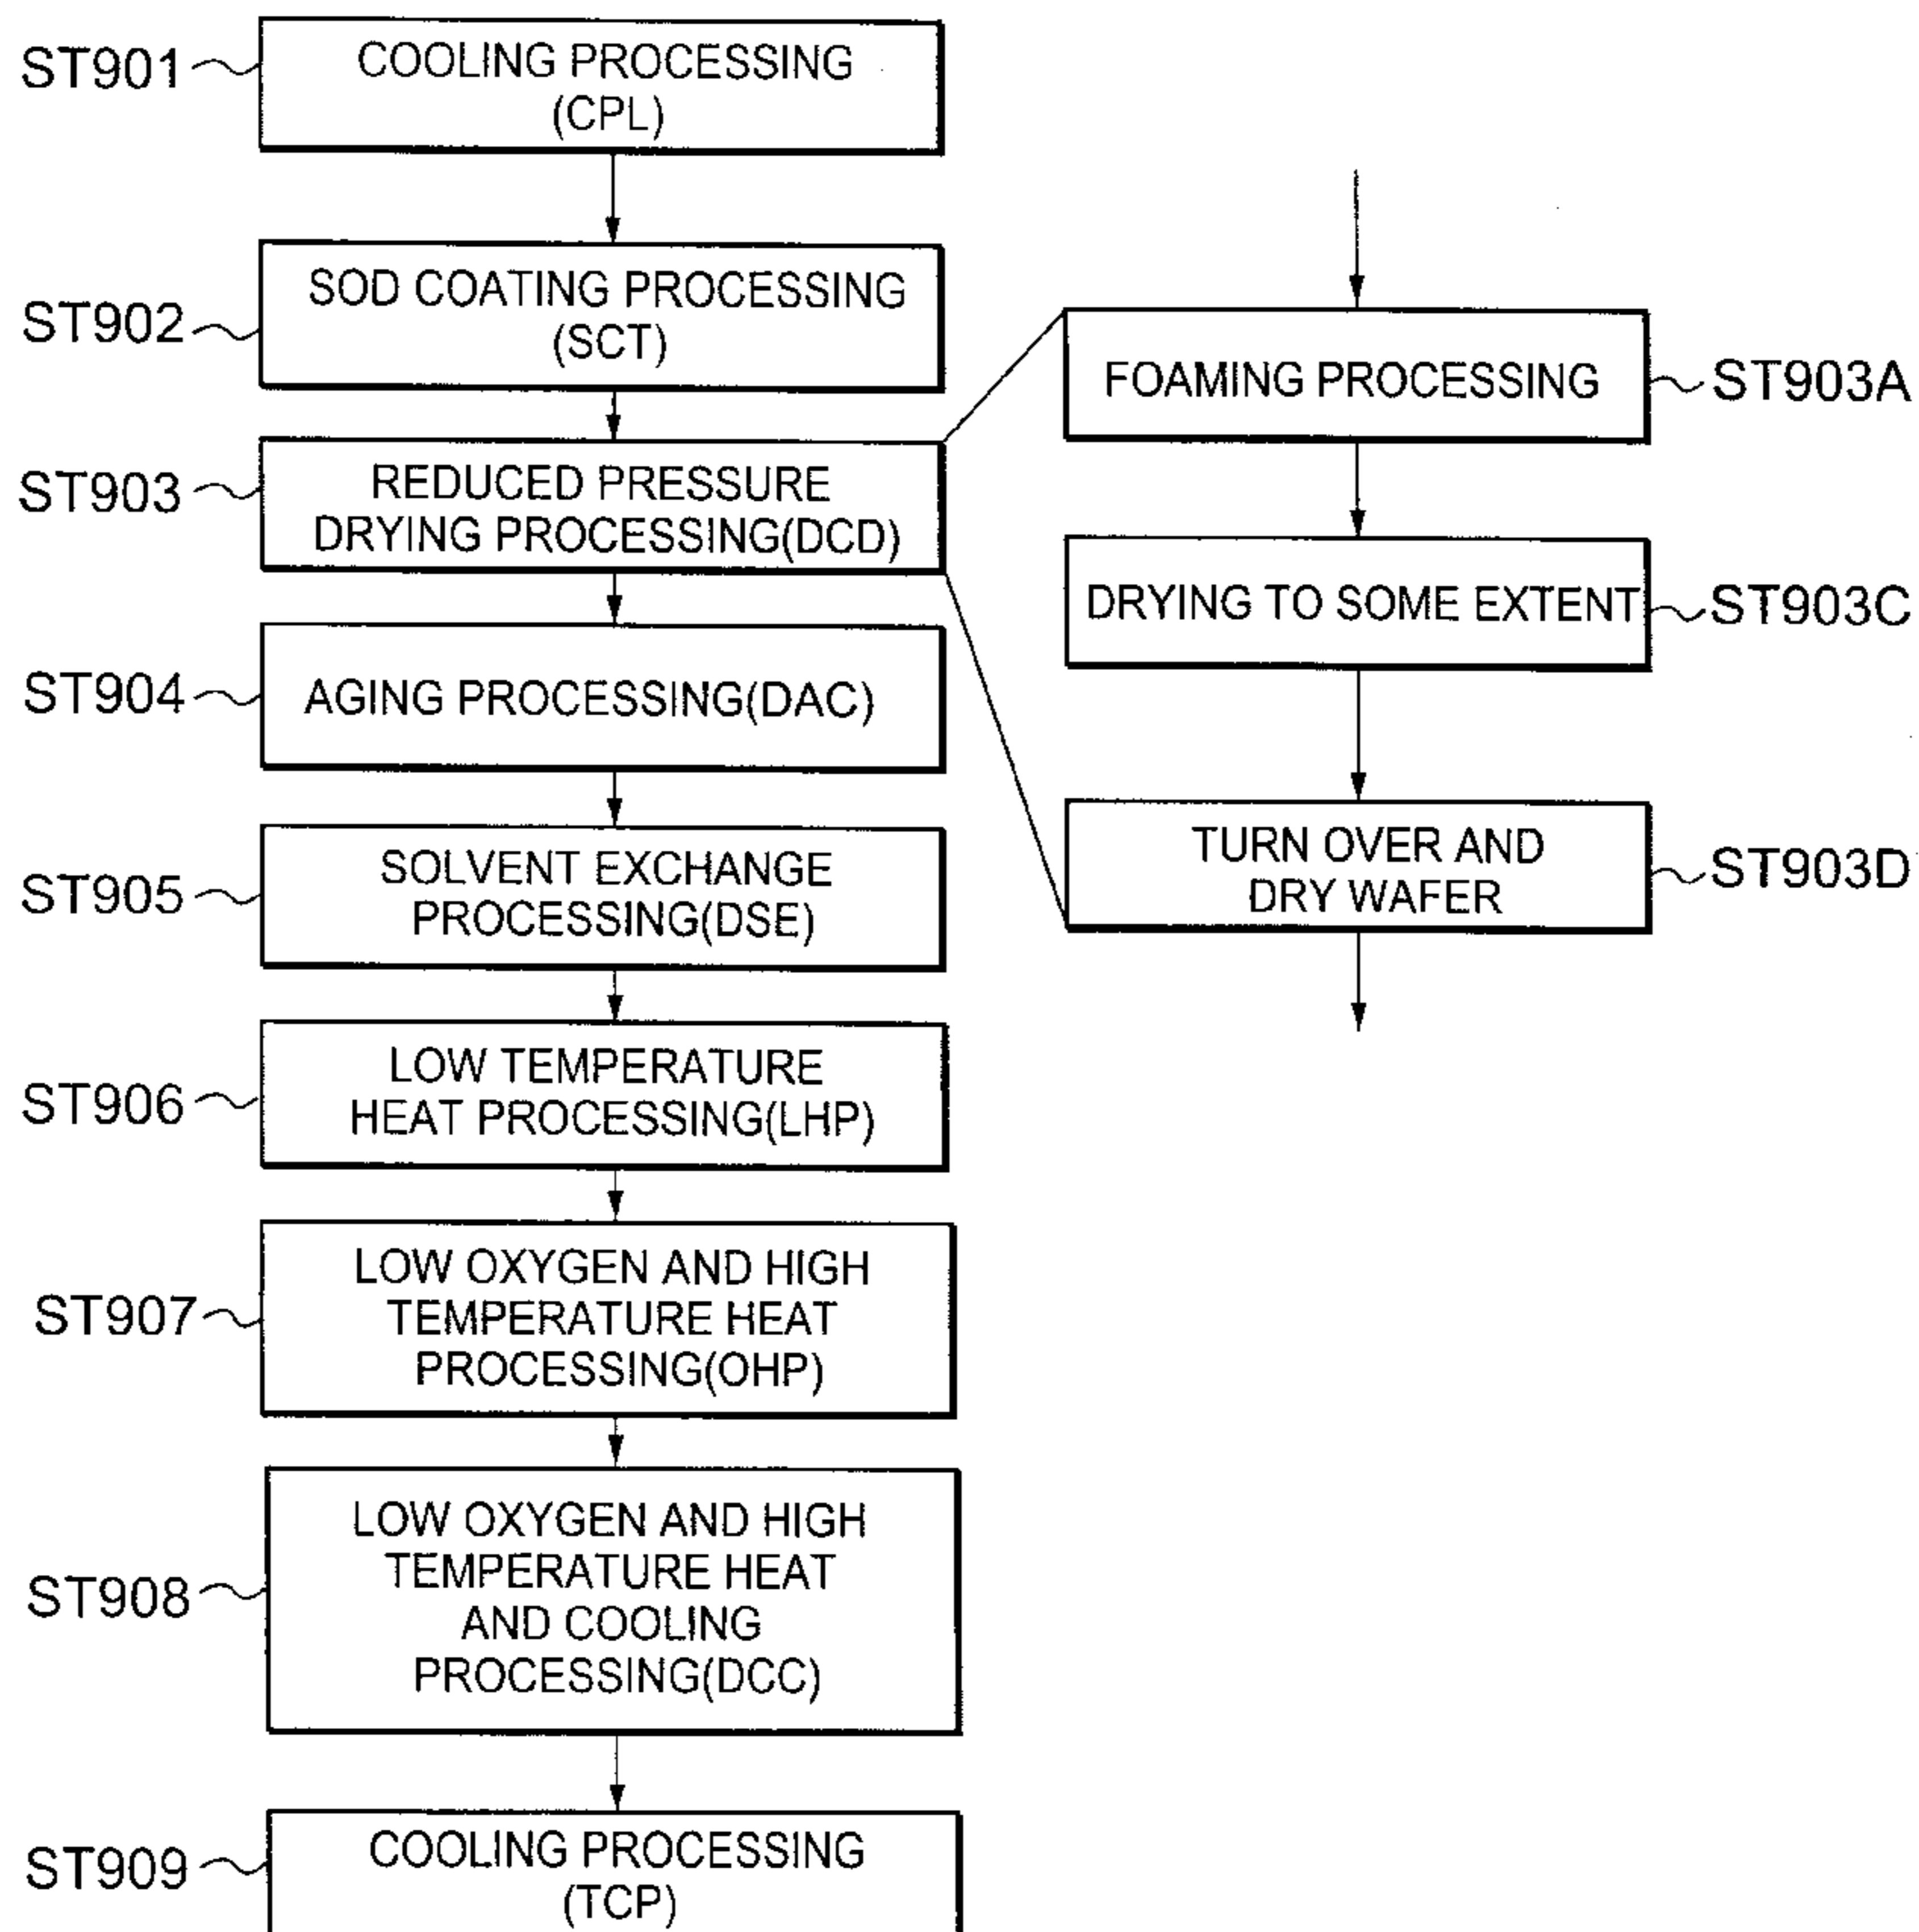 ST901
COOLING PROCESSING
(CPL)
ST902
SOD COATING PROCESSING
(SCT)
ST903
REDUCED PRESSURE
DRYING PROCESSING(DCD)
ST904
AGING PROCESSING(DAC)
ST905
SOLVENT EXCHANGE
PROCESSING(DSE)
ST906
LOW TEMPERATURE
HEAT PROCESSING(LHP)
ST907
LOW OXYGEN AND HIGH
TEMPERATURE HEAT
PROCESSING(OHP)
ST908
LOW OXYGEN AND HIGH
TEMPERATURE HEAT
AND COOLING
PROCESSING(DCC)
ST909
COOLING PROCESSING
(TCP)
FOAMING PROCESSING
ST903A
DRYING TO SOME EXTENT
ST903C
TURN OVER AND
DRY WAFER
ST903D